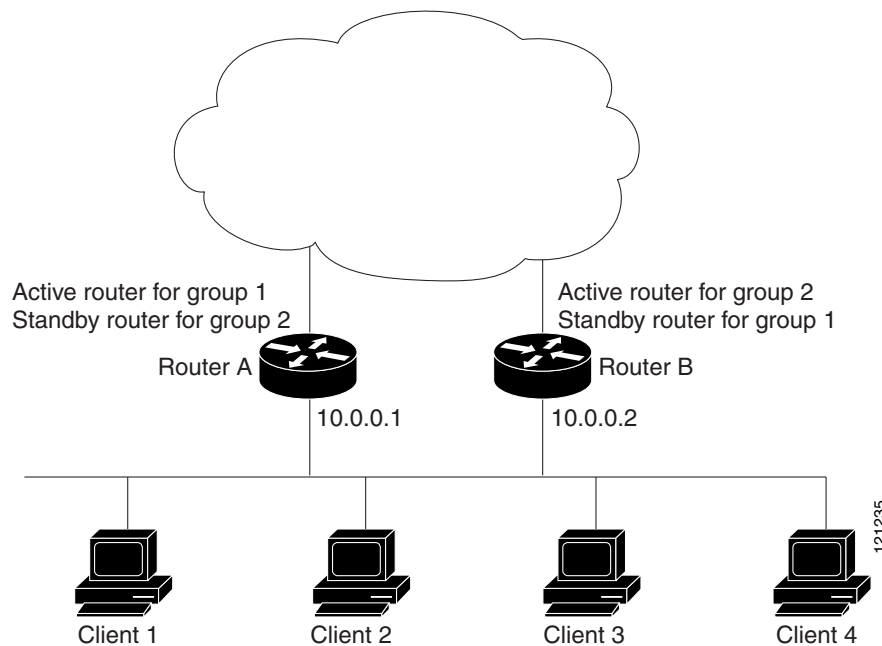 Active router for group 1
Standby router for group 2
Active router for group 2
Standby router for group 1
Router A
Router B
10.0.0.1
10.0.0.2
121235
Client 1
Client 2
Client 3
Client 4